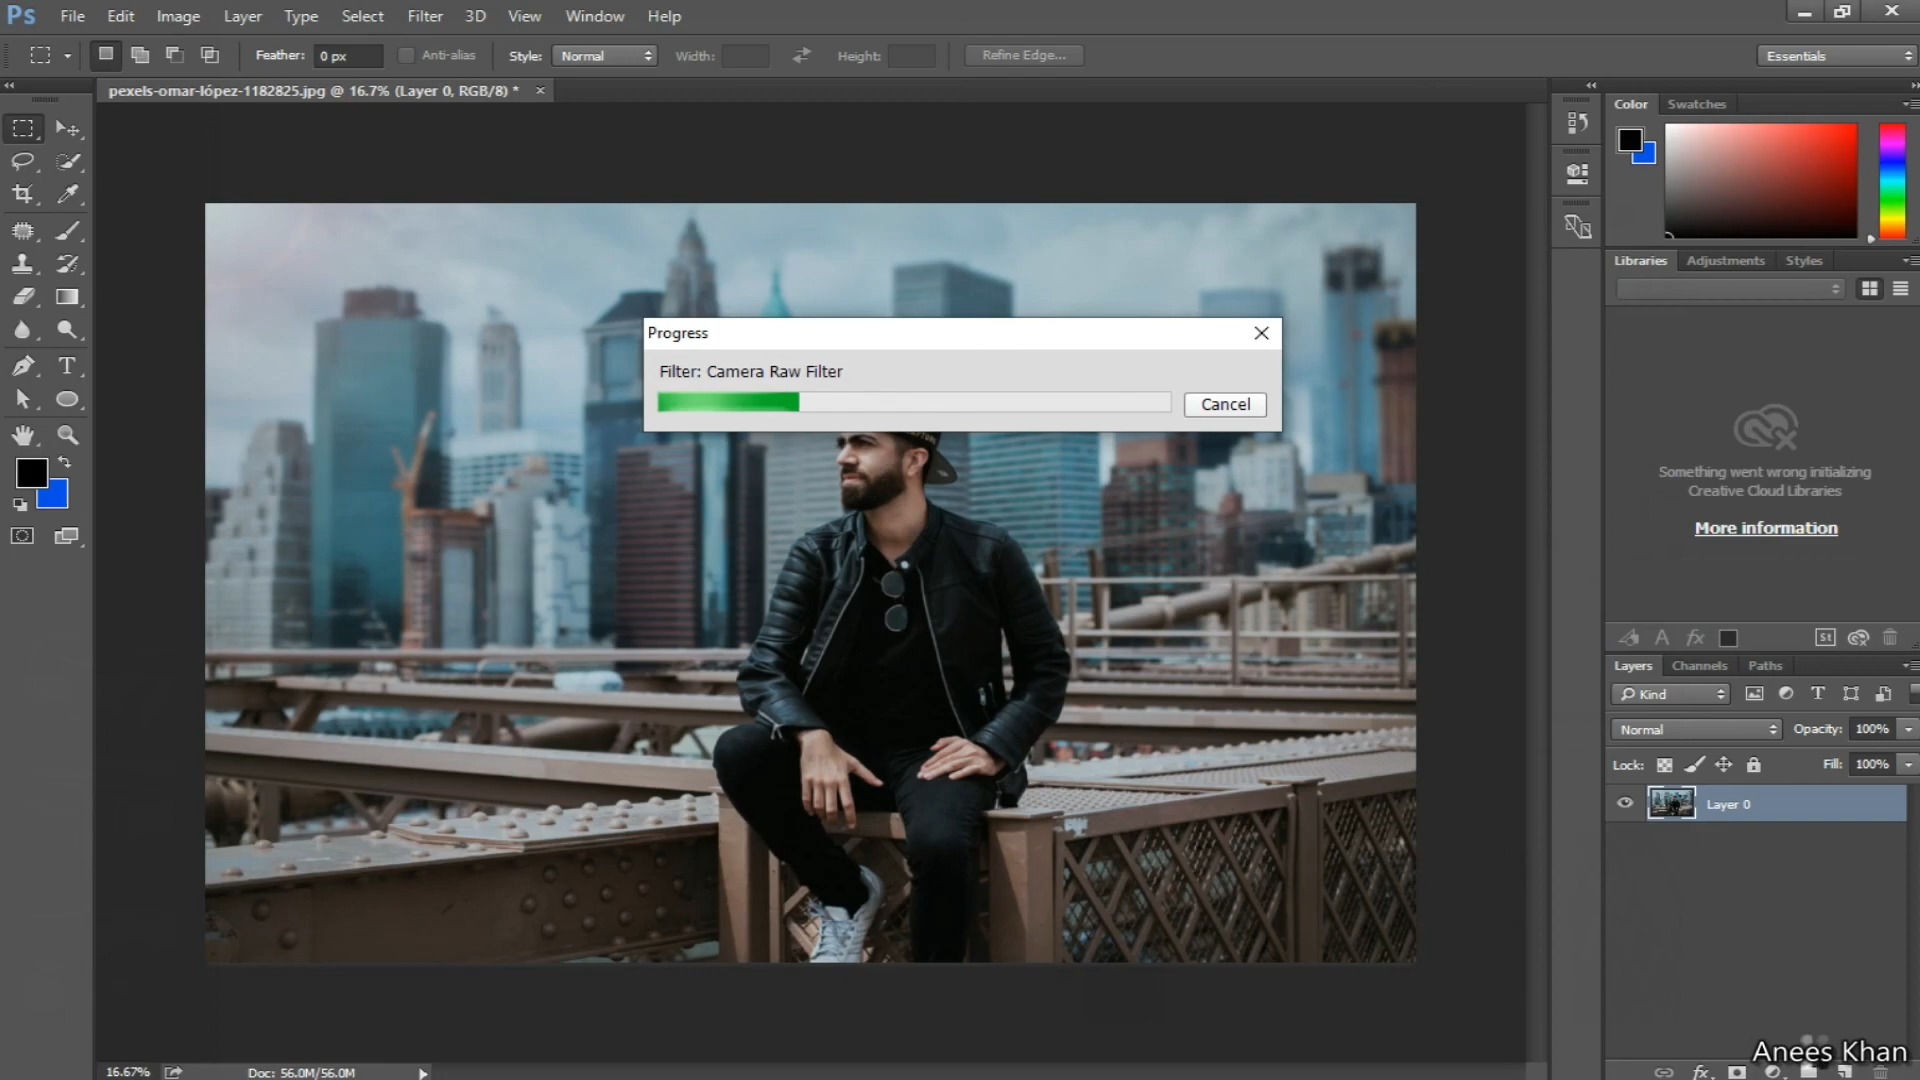 Ps File Edit Image Layer Type Select Filter 3D View Window Help
Feather: 0 px Anti-alias Style: Normal Width: Height: Refine Edge... Essentials
pexels-omar-lópez-1182825.jpg @ 16.7% (Layer 0, RGB/8) *
Color Swatches
Libraries Adjustments Styles
Progress
Filter: Camera Raw Filter
Cancel
Something went wrong initializing
Creative Cloud Libraries
More information
A fx St
Layers Channels Paths
Kind T
Normal Opacity: 100%
Lock: Fill: 100%
Layer 0
Anees Khan
16.67% Doc: 56.0M/56.0M fx